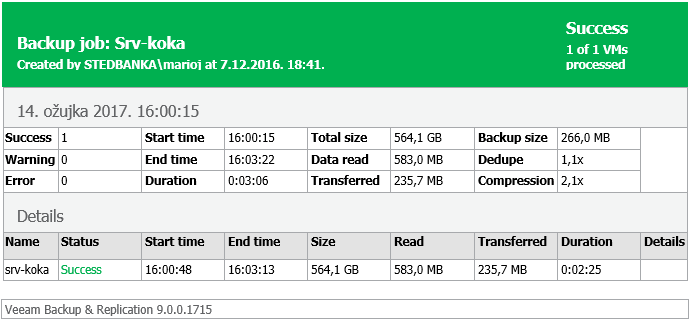 Backup job: Srv-koka
Created by STEDBANKA\marioj at 7.12.2016. 18:41.
Success
1 of 1 VMs
processed
14. ožujka 2017. 16:00:15
Success 1 Start time 16:00:15 Total size 564,1 GB Backup size 266,0 MB
Warning 0 End time 16:03:22 Data read 583,0 MB Dedupe 1,1x
Error 0 Duration 0:03:06 Transferred 235,7 MB Compression 2,1x
Details
Name Status Start time End time Size Read Transferred Duration Details
srv-koka Success 16:00:48 16:03:13 564,1 GB 583,0 MB 235,7 MB 0:02:25
Veeam Backup & Replication 9.0.0.1715